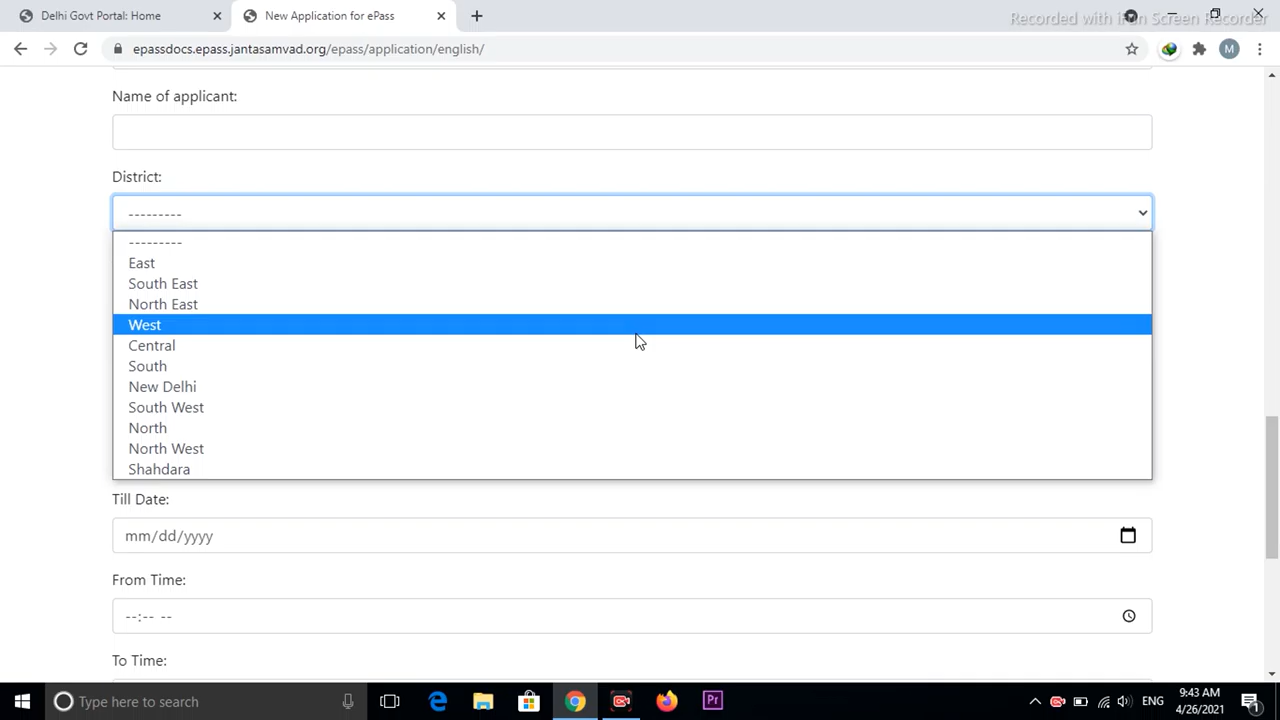 Delhi Govt Portal: Home
New Application for ePass
Recorded with iFun Screen Recorder
epassdocs.epass.jantasamvad.org/epass/application/english/
M
Name of applicant:
District:
---------
---------
East
South East
North East
West
Central
South
New Delhi
South West
North
North West
Shahdara
Till Date:
mm/dd/yyyy
From Time:
--:-- --
To Time:
Type here to search
Pr
ENG
9:43 AM
4/26/2021
1